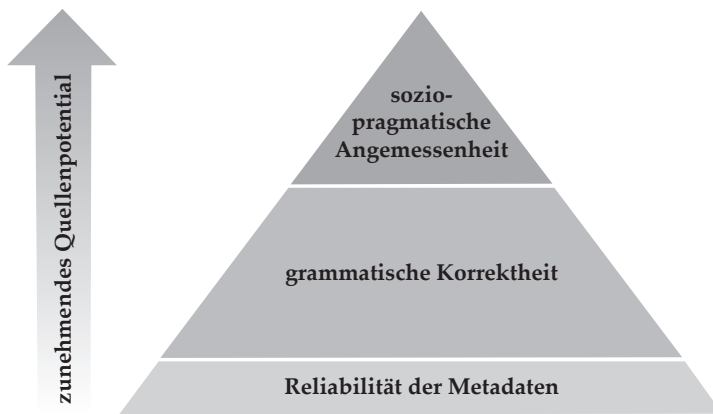 zunehmendes Quellenpotential
sozio-
pragmatische
Angemessenheit
grammatische Korrektheit
Reliabilität der Metadaten